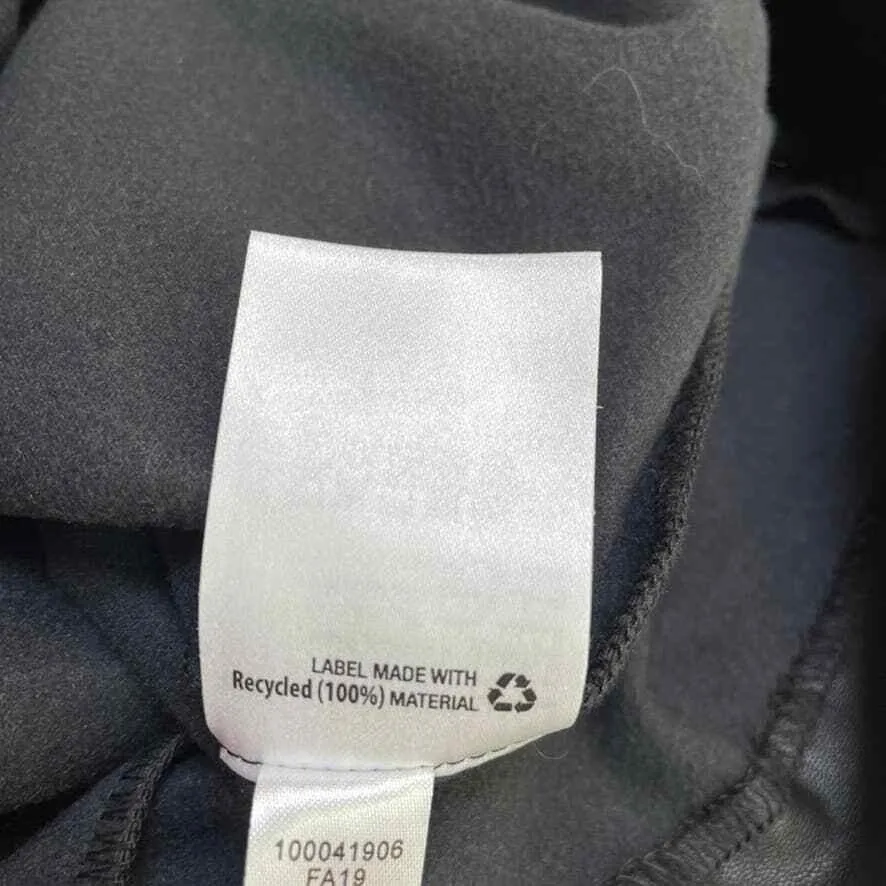 LABEL MADE WITH
Recycled (100%) MATERIAL
100041906
FA19